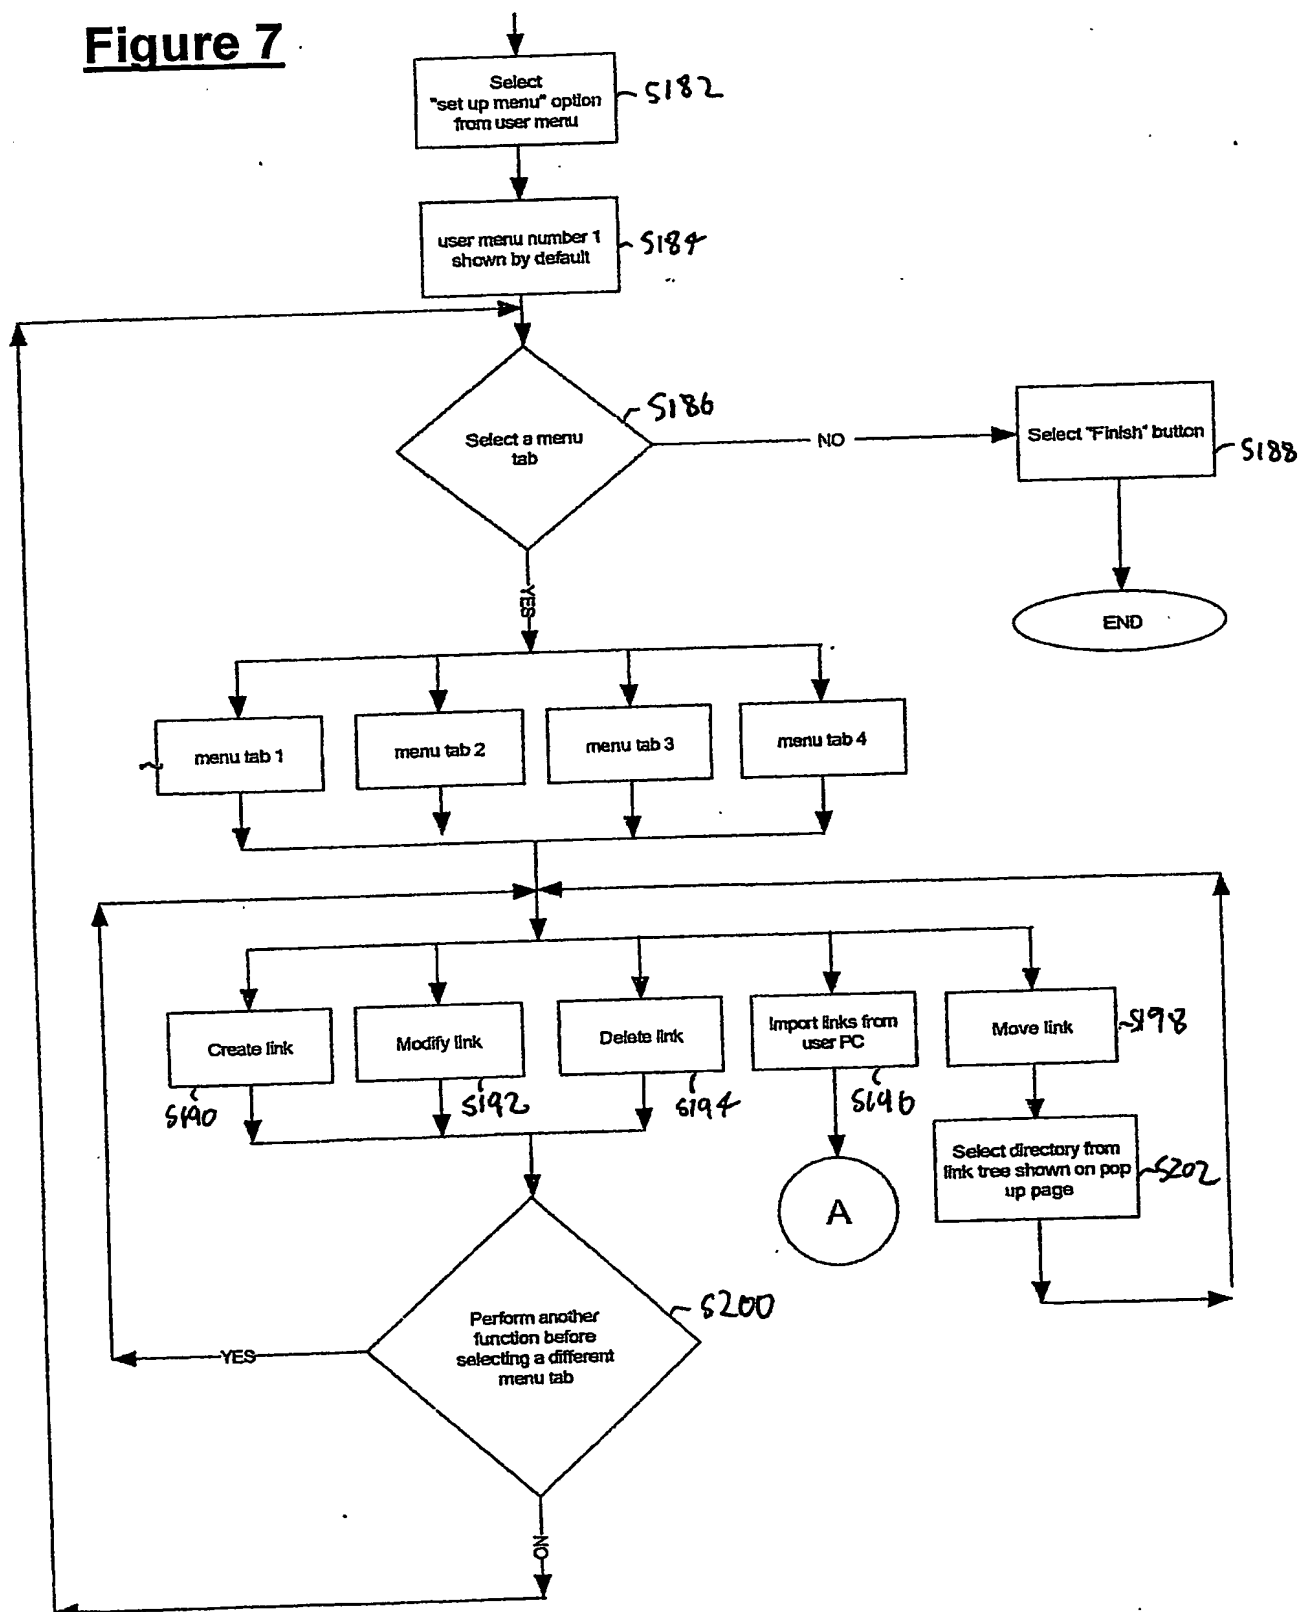 Figure 7
Select
"set up menu" option
from user menu
S182
user menu number 1
shown by default
S184
Select a menu
tab
S186
NO
Select "Finish" button
S188
YES
END
menu tab 1
menu tab 2
menu tab 3
menu tab 4
Create link
S190
Modify link
S192
Delete link
S194
Import links from
user PC
S196
Move link
S198
A
Select directory from
link tree shown on pop
up page
S202
Perform another
function before
selecting a different
menu tab
S200
YES
NO